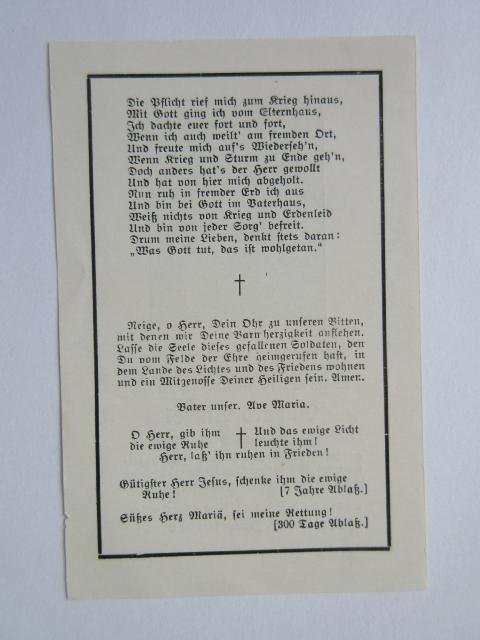 Die Pflicht rief mich zum Krieg hinaus,
Mit Gott ging ich vom Elternhaus,
Ich dachte euer fort und fort,
Wenn ich auch weilt' am fremden Ort,
Und freute mich auf's Wiederseh'n,
Wenn Krieg und Sturm zu Ende geh'n,
Doch anders hat's der Herr gewollt
Und hat von hier mich abgeholt.
Nun ruh in fremder Erd ich aus
Und bin bei Gott im Vaterhaus,
Weiß nichts von Krieg und Erdenleid
Und bin von jeder Sorg' befreit.
Drum meine Lieben, denkt stets daran:
„Was Gott tut, das ist wohlgetan."
Neige, o Herr, Dein Ohr zu unseren Bitten,
mit denen wir Deine Barmherzigkeit anflehen.
Lasse die Seele dieses gefallenen Soldaten, den
Du vom Felde der Ehre heimgerufen hast, in
dem Lande des Lichtes und des Friedens wohnen
und ein Mitgenosse Deiner Heiligen sein. Amen.
Vater unser. Ave Maria.
O Herr, gib ihm
die ewige Ruhe
Und das ewige Licht
leuchte ihm!
Herr, laß' ihn ruhen in Frieden!
Gütigster Herr Jesus, schenke ihm die ewige
Ruhe! [7 Jahre Ablaß.]
Süßes Herz Mariä, sei meine Rettung!
[300 Tage Ablaß.]